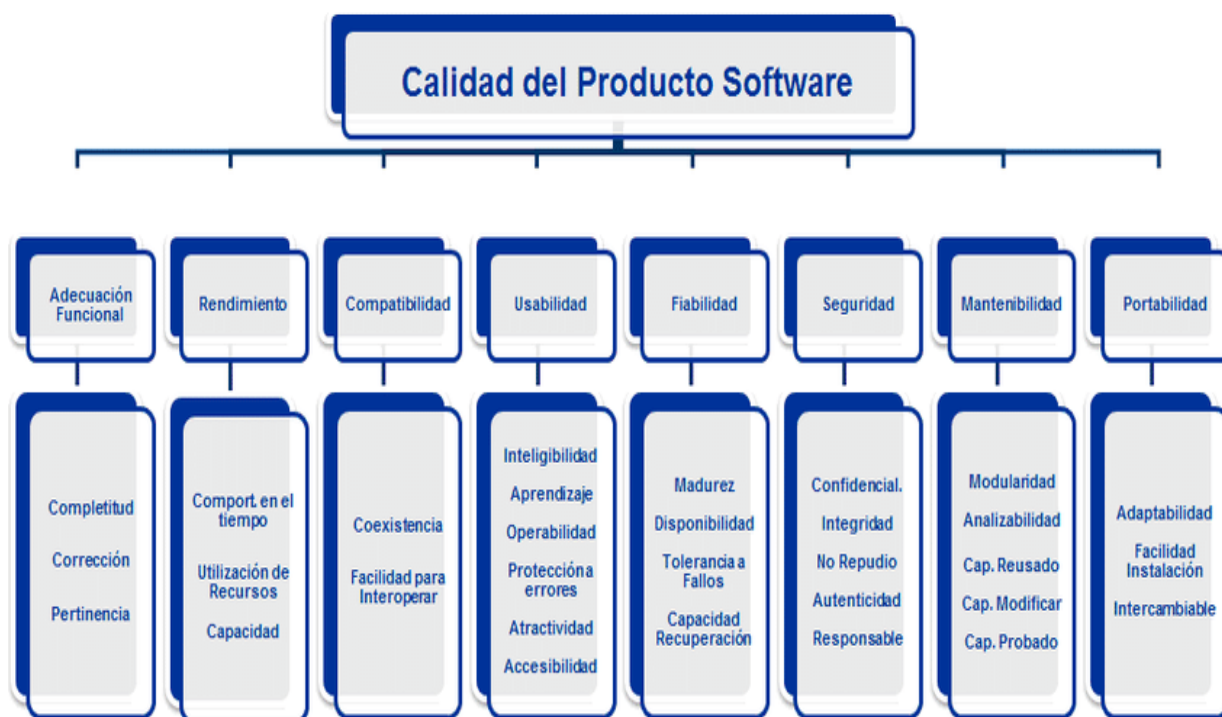 Calidad del Producto Software
Adecuación
Funcional
Rendimiento
Compatibilidad
Usabilidad
Fiabilidad
Seguridad
Mantenibilidad
Portabilidad
Completitud
Corrección
Pertinencia
Comport. en el
tiempo
Utilización de
Recursos
Capacidad
Coexistencia
Facilidad para
Interoperar
Inteligibilidad
Aprendizaje
Operabilidad
Protección a
errores
Atractividad
Accesibilidad
Madurez
Disponibilidad
Tolerancia a
Fallos
Capacidad
Recuperación
Confidencial.
Integridad
No Repudio
Autenticidad
Responsable
Modularidad
Analizabilidad
Cap. Reusado
Cap. Modificar
Cap. Probado
Adaptabilidad
Facilidad
Instalación
Intercambiable